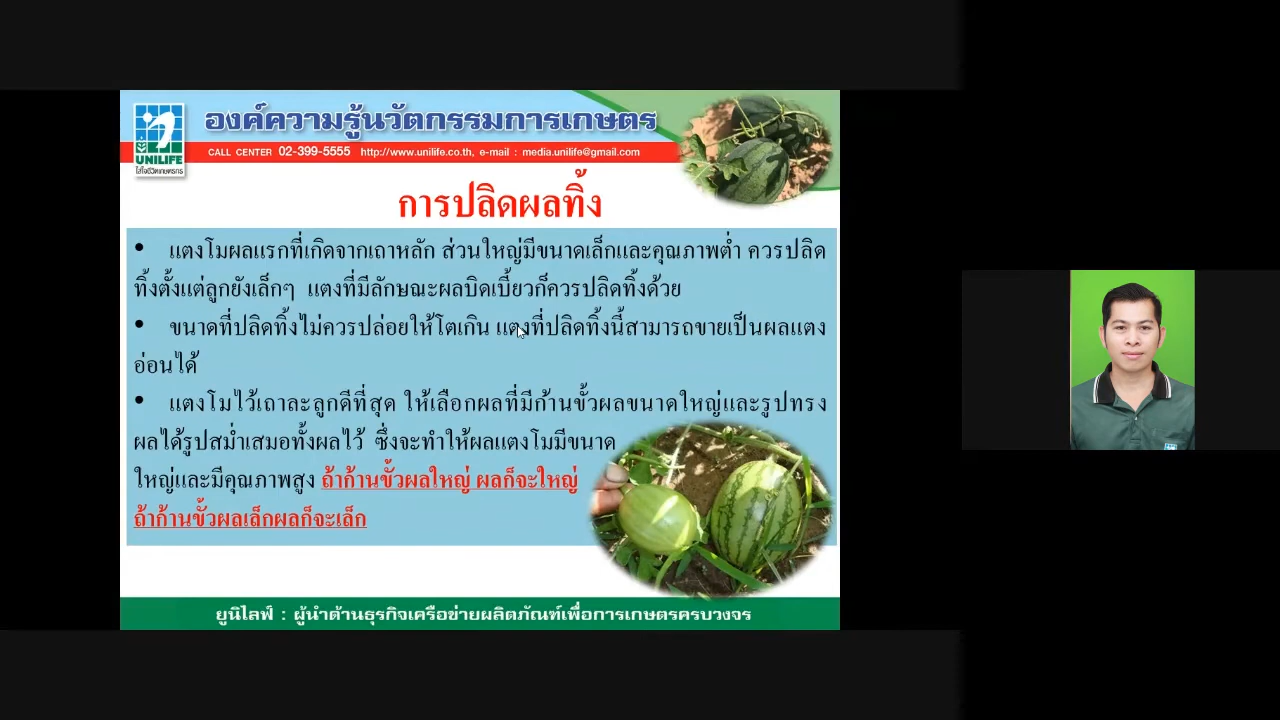 องค์ความรู้นวัตกรรมการเกษตร
UNILIFE
ใส่ใจชีวิตเกษตรกร
CALL CENTER 02-399-5555 http://www.unilife.co.th, e-mail : media.unilife@gmail.com
การปลิดผลทิ้ง
• แตงโมผลแรกที่เกิดจากเถาหลัก ส่วนใหญ่มีขนาดเล็กและคุณภาพต่ำ ควรปลิด
ทิ้งตั้งแต่ลูกยังเล็กๆ แตงที่มีลักษณะผลบิดเบี้ยวก็ควรปลิดทิ้งด้วย
• ขนาดที่ปลิดทิ้งไม่ควรปล่อยให้โตเกิน แตงที่ปลิดทิ้งนี้สามารถขายเป็นผลแตง
อ่อนได้
• แตงโมไว้เถาละลูกดีที่สุด ให้เลือกผลที่มีก้านขั้วผลขนาดใหญ่และรูปทรง
ผลได้รูปสม่ำเสมอทั้งผลไว้ ซึ่งจะทำให้ผลแตงโมมีขนาด
ใหญ่และมีคุณภาพสูง ถ้าก้านขั้วผลใหญ่ ผลก็จะใหญ่
ถ้าก้านขั้วผลเล็กผลก็จะเล็ก
ยูนิไลฟ์ : ผู้นำด้านธุรกิจเครือข่ายผลิตภัณฑ์เพื่อการเกษตรครบวงจร